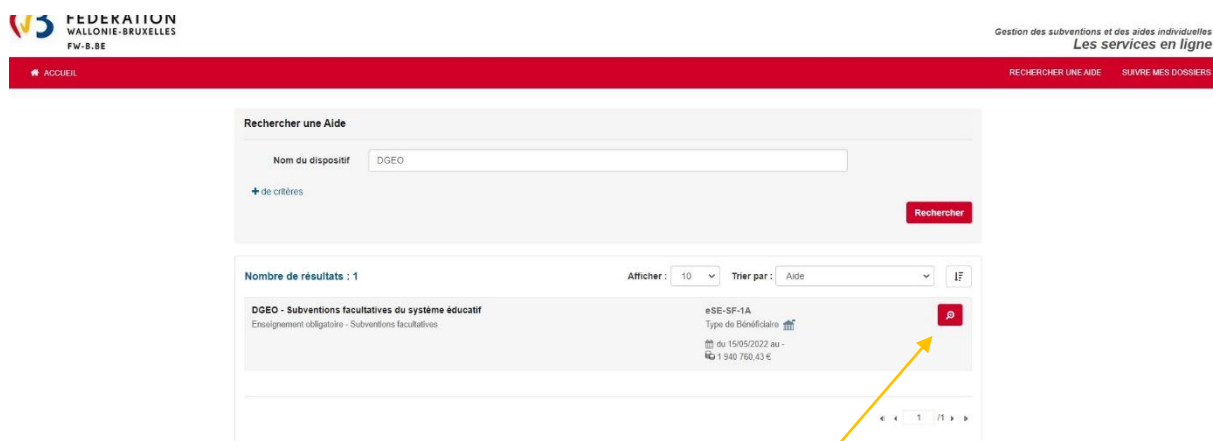 FEDERATION
WALLONIE-BRUXELLES
FW-B.BE
Gestion des subventions et des aides individuelles
Les services en ligne
ACCUEIL
RECHERCHER UNE AIDE SUIVRE MES DOSSIERS
Rechercher une Aide
Nom du dispositif DGEO
+ de critères
Rechercher
Nombre de résultats : 1 Afficher : 10 Trier par : Aide
DGEO - Subventions facultatives du système éducatif eSE-SF-1A
Enseignement obligatoire - Subventions facultatives Type de Bénéficiaire
du 15/05/2022 au -
1 940 760,43 €
1 /1